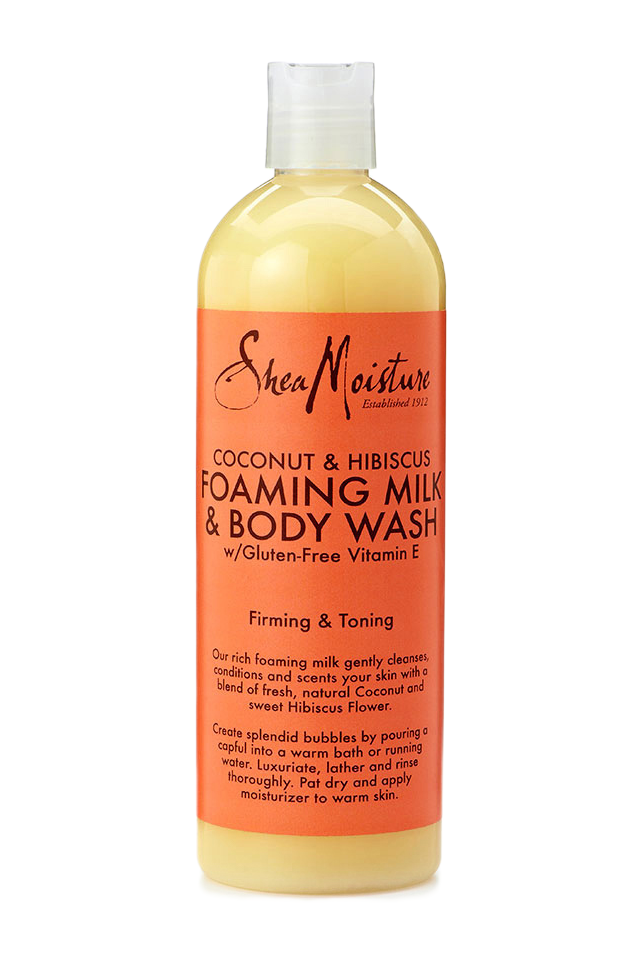 SheaMoisture
Established 1912
COCONUT & HIBISCUS
FOAMING MILK
& BODY WASH
w/Gluten-Free Vitamin E
Firming & Toning
Our rich foaming milk gently cleanses,
conditions and scents your skin with a
blend of fresh, natural Coconut and
sweet Hibiscus Flower.
Create splendid bubbles by pouring a
capful into a warm bath or running
water. Luxuriate, lather and rinse
thoroughly. Pat dry and apply
moisturizer to warm skin.